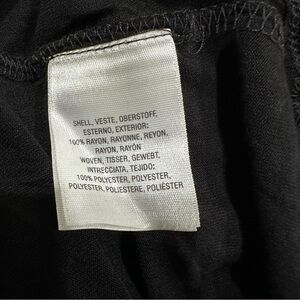 SHELL, VESTE, OBERSTOFF,
ESTERNO, EXTERIOR:
100% RAYON, RAYONNE, REYON,
RAYON, RAYÓN
WOVEN, TISSER, GEWEBT,
INTRECCIATA, TEJIDO:
100% POLYESTER, POLYESTER,
POLYESTER, POLIESTERE, POLIÉSTER